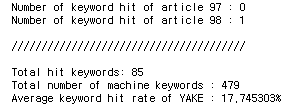 Number of keyword hit of article 97 : 0
Number of keyword hit of article 98 : 1
///////////////////////////////////////
Total hit keywords: 85
Total number of machine keywords : 479
Average keyword hit rate of YAKE : 17,745303%